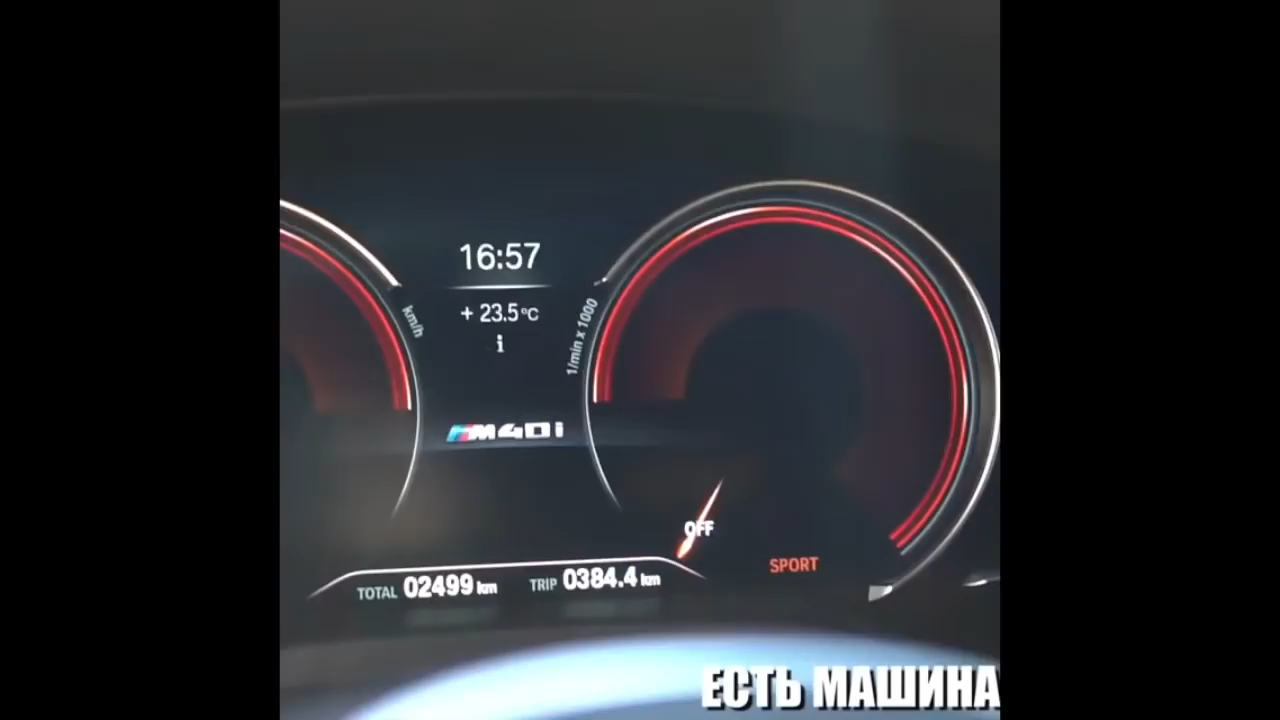 16:57
+ 23.5°C
i
km/h
1/min x 1000
M40i
OFF
SPORT
TOTAL 02499 km TRIP 0384.4 km
ЕСТЬ МАШИНА